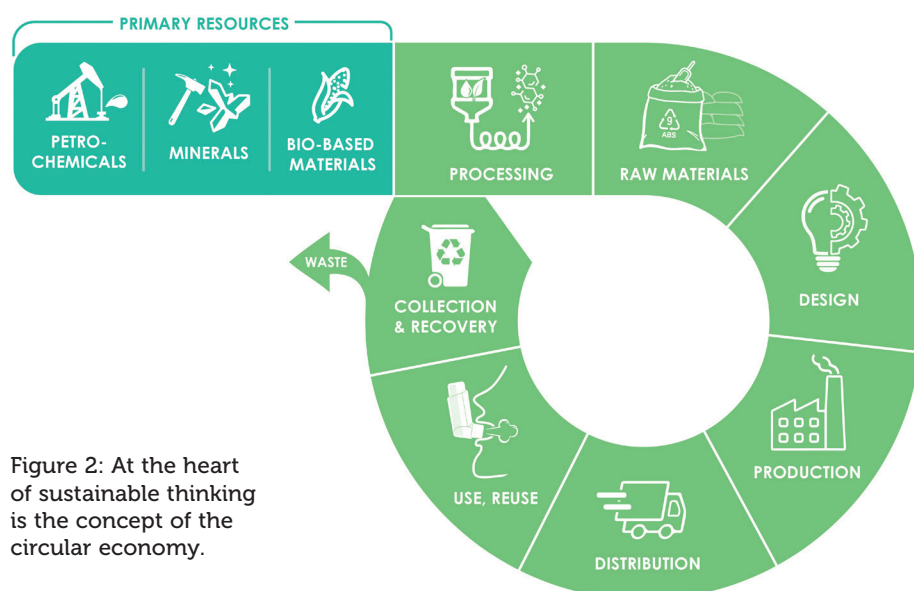 PRIMARY RESOURCES
PETRO-
CHEMICALS
MINERALS
BIO-BASED
MATERIALS
PROCESSING
9
ABS
RAW MATERIALS
DESIGN
PRODUCTION
DISTRIBUTION
USE, REUSE
COLLECTION
& RECOVERY
WASTE
Figure 2: At the heart
of sustainable thinking
is the concept of the
circular economy.